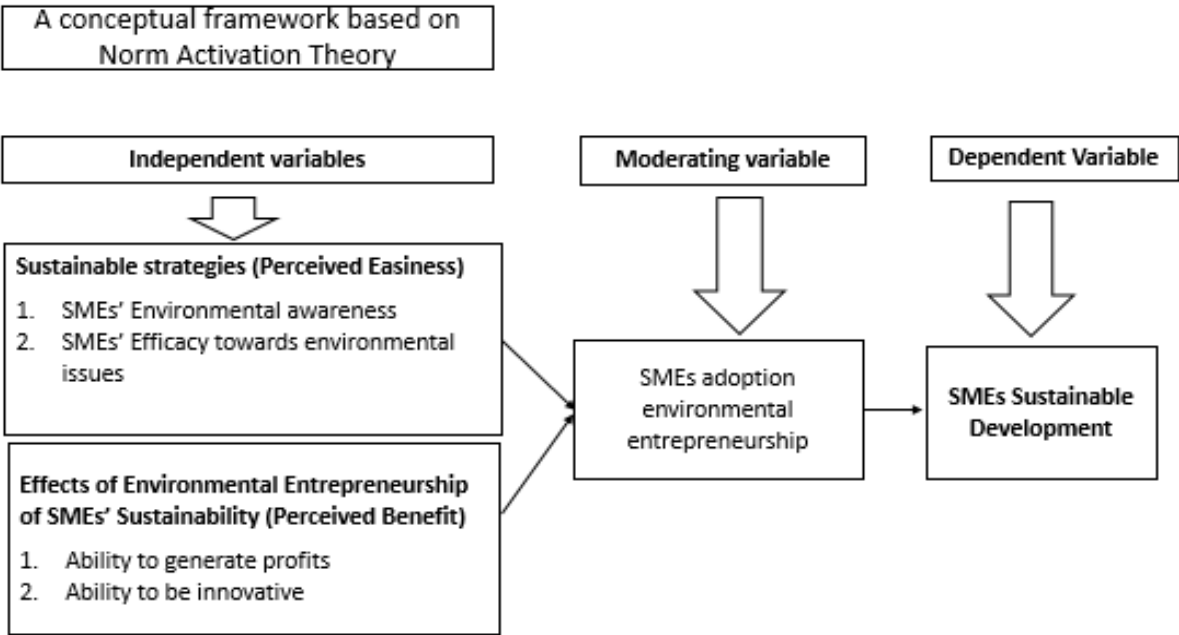 A conceptual framework based on
Norm Activation Theory
Independent variables
Moderating variable
Dependent Variable
Sustainable strategies (Perceived Easiness)
1. SMEs' Environmental awareness
2. SMEs' Efficacy towards environmental
issues
Effects of Environmental Entrepreneurship
of SMEs' Sustainability (Perceived Benefit)
1. Ability to generate profits
2. Ability to be innovative
SMEs adoption
environmental
entrepreneurship
SMEs Sustainable
Development